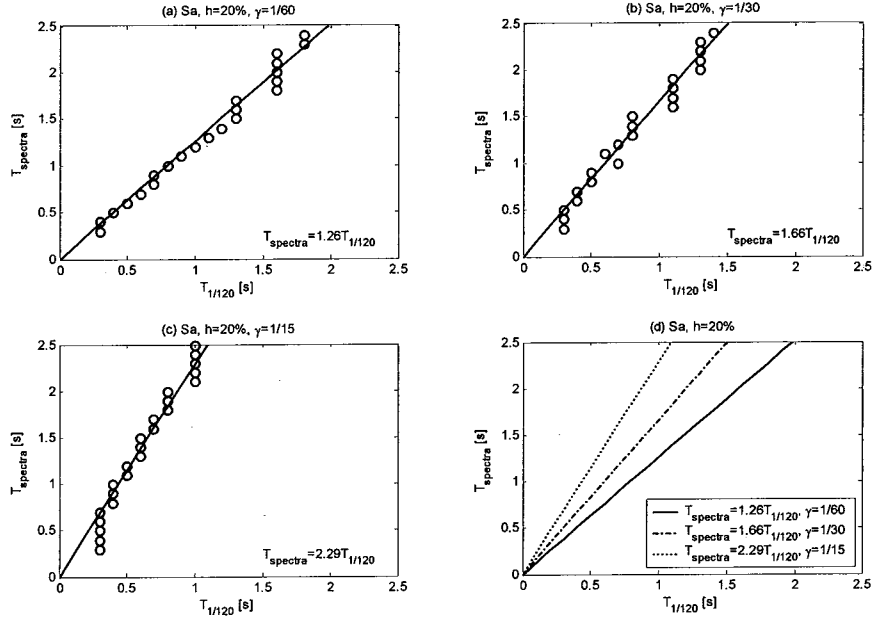 (a) Sa, h=20%, γ=1/60
2.5
2
1.5
1
0.5
0
T_spectra [s]
T_spectra=1.26T_1/120
0 0.5 1 1.5 2 2.5
T_1/120 [s]
(b) Sa, h=20%, γ=1/30
2.5
2
1.5
1
0.5
0
T_spectra [s]
T_spectra=1.66T_1/120
0 0.5 1 1.5 2 2.5
T_1/120 [s]
(c) Sa, h=20%, γ=1/15
2.5
2
1.5
1
0.5
0
T_spectra [s]
T_spectra=2.29T_1/120
0 0.5 1 1.5 2 2.5
T_1/120 [s]
(d) Sa, h=20%
2.5
2
1.5
1
0.5
0
T_spectra [s]
T_spectra=1.26T_1/120, γ=1/60
T_spectra=1.66T_1/120, γ=1/30
T_spectra=2.29T_1/120, γ=1/15
0 0.5 1 1.5 2 2.5
T_1/120 [s]